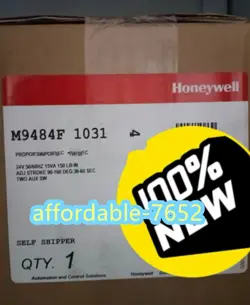 Honeywell
M9484F 1031 4
24V 50/60HZ 15VA 150 LB-IN
ADJ STROKE 90-160 DEG 30-60 SEC
TWO AUX SW
100%
NEW
affordable-7652
SELF SHIPPER
QTY. 1
Automation and Control Solutions
Honeywell